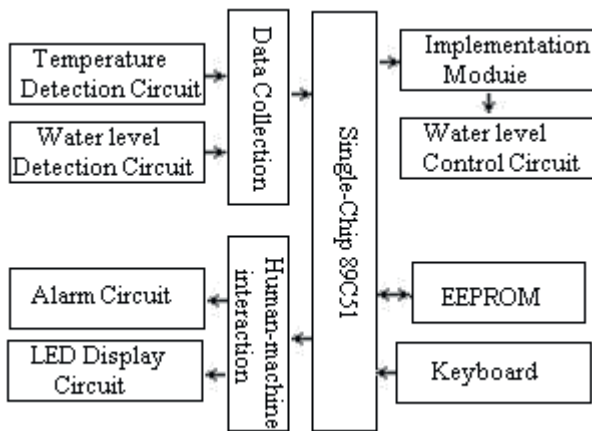 Temperature
Detection Circuit
Water level
Detection Circuit
Data Collection
Single-Chip 89C51
Implementation
Moduie
Water level
Control Circuit
Alarm Circuit
LED Display
Circuit
Human-machine
interaction
EEPROM
Keyboard